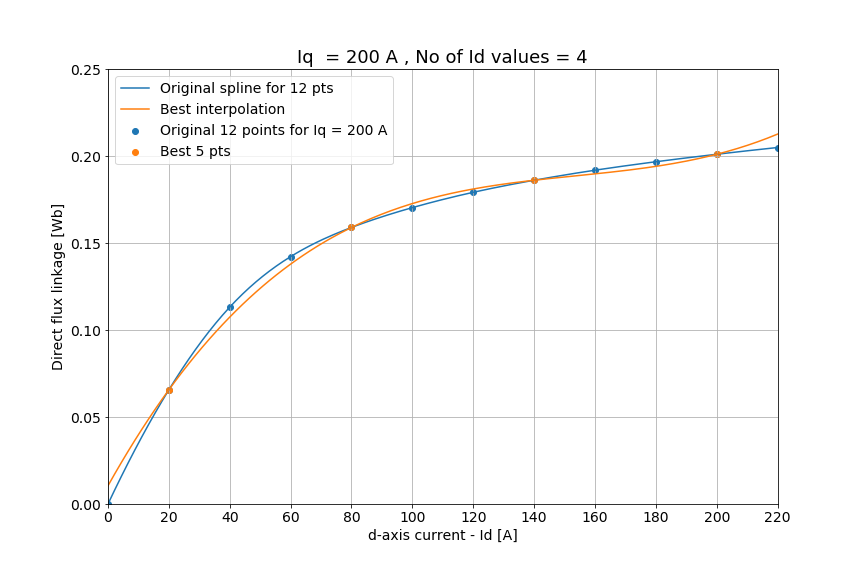 Iq  = 200 A , No of Id values = 4
0.25
Original spline for 12 pts
Best interpolation
Original 12 points for Iq = 200 A
Best 5 pts
0.20
0.15
0.10
0.05
0.00
Direct flux linkage [Wb]
0 20 40 60 80 100 120 140 160 180 200 220
d-axis current - Id [A]